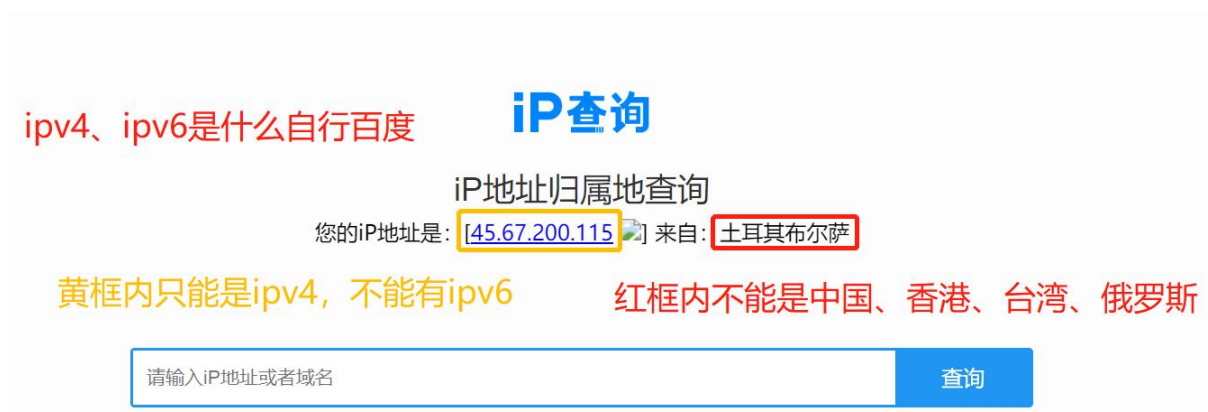 iP查询
ipv4、ipv6是什么自行百度
iP地址归属地查询
您的iP地址是：[45.67.200.115 ] 来自：土耳其布尔萨
黄框内只能是ipv4，不能有ipv6
红框内不能是中国、香港、台湾、俄罗斯
请输入iP地址或者域名
查询